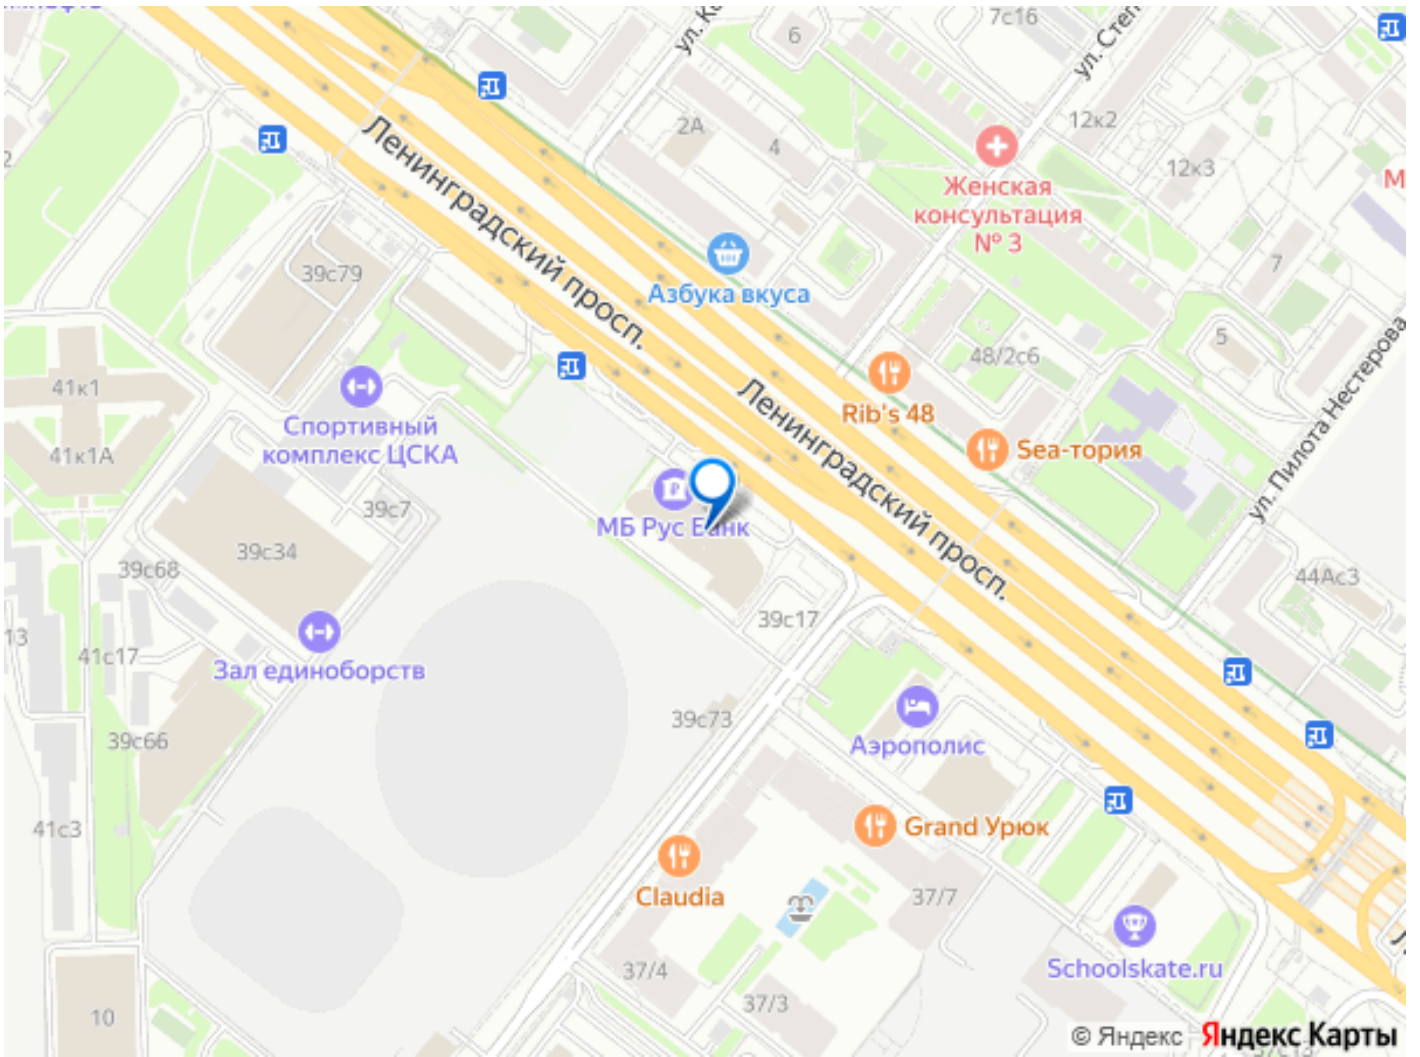 7с16
ул. Степ
6
2А
4
12к2
12к3
Женская
консультация
№ 3
М
Ленинградский просп.
39с79
Азбука вкуса
7
5
48/2с6
41к1
Спортивный
комплекс ЦСКА
41к1А
Rib's 48
Sea-тория
ул. Пилота Нестерова
Ленинградский просп.
39с7
МБ Рус Банк
39с34
39с68
44Ас3
13
41с17
Зал единоборств
39с17
39с73
39с66
Аэрополис
41с3
Grand Урюк
Claudia
37/7
Schoolskate.ru
37/4
37/3
10
© Яндекс Яндекс Карты